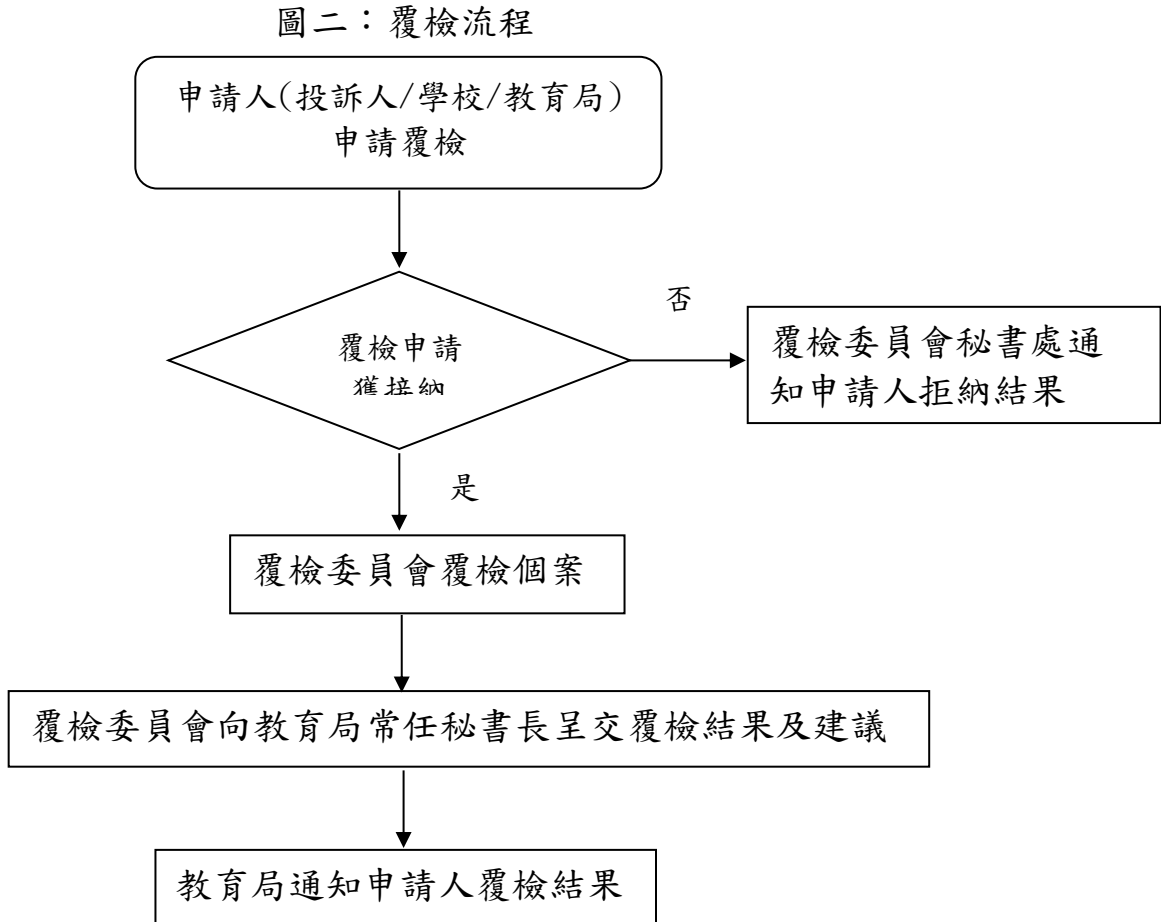 圖二：覆檢流程
申請人(投訴人/學校/教育局)
申請覆檢
覆檢申請
獲接納
否
覆檢委員會秘書處通
知申請人拒納結果
是
覆檢委員會覆檢個案
覆檢委員會向教育局常任秘書長呈交覆檢結果及建議
教育局通知申請人覆檢結果